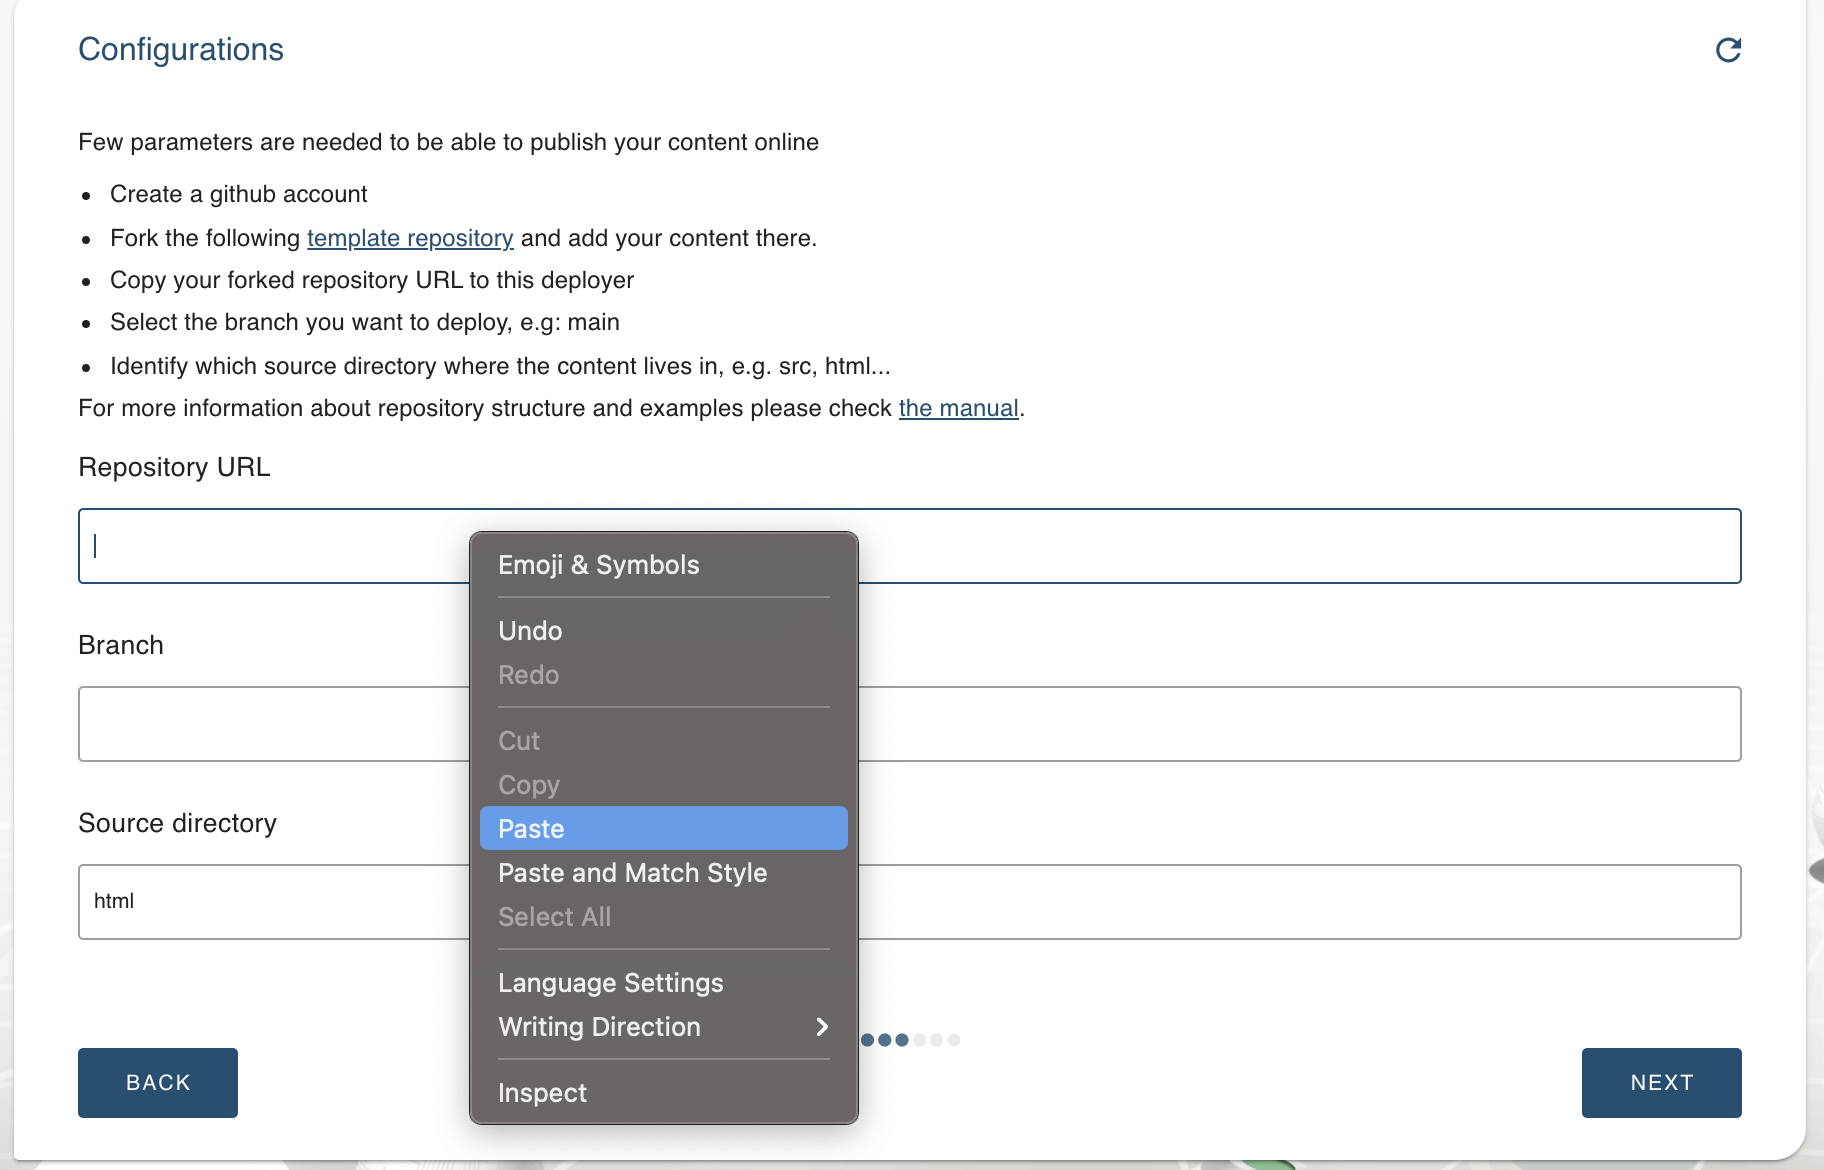 Configurations
Few parameters are needed to be able to publish your content online
Create a github account
Fork the following template repository and add your content there.
Copy your forked repository URL to this deployer
Select the branch you want to deploy, e.g: main
Identify which source directory where the content lives in, e.g. src, html...
For more information about repository structure and examples please check the manual.
Repository URL
Emoji & Symbols
Undo
Redo
Cut
Copy
Paste
Paste and Match Style
Select All
Language Settings
Writing Direction
Inspect
Branch
Source directory
html
BACK
NEXT